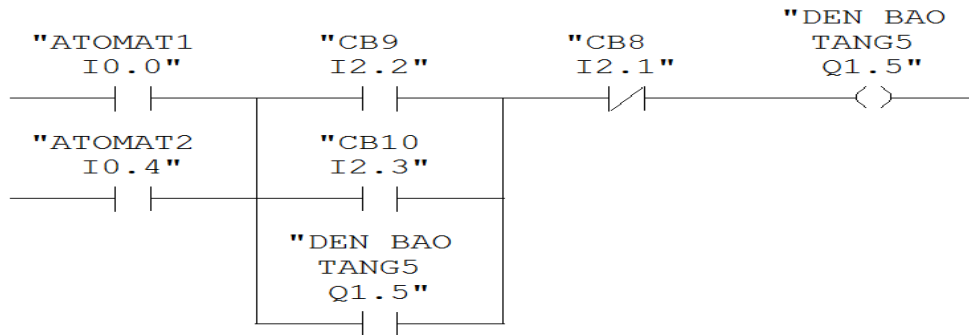 "DEN BAO
TANG5
Q1.5"
"ATOMAT1
I0.0"
"CB9
I2.2"
"CB8
I2.1"
"ATOMAT2
I0.4"
"CB10
I2.3"
"DEN BAO
TANG5
Q1.5"